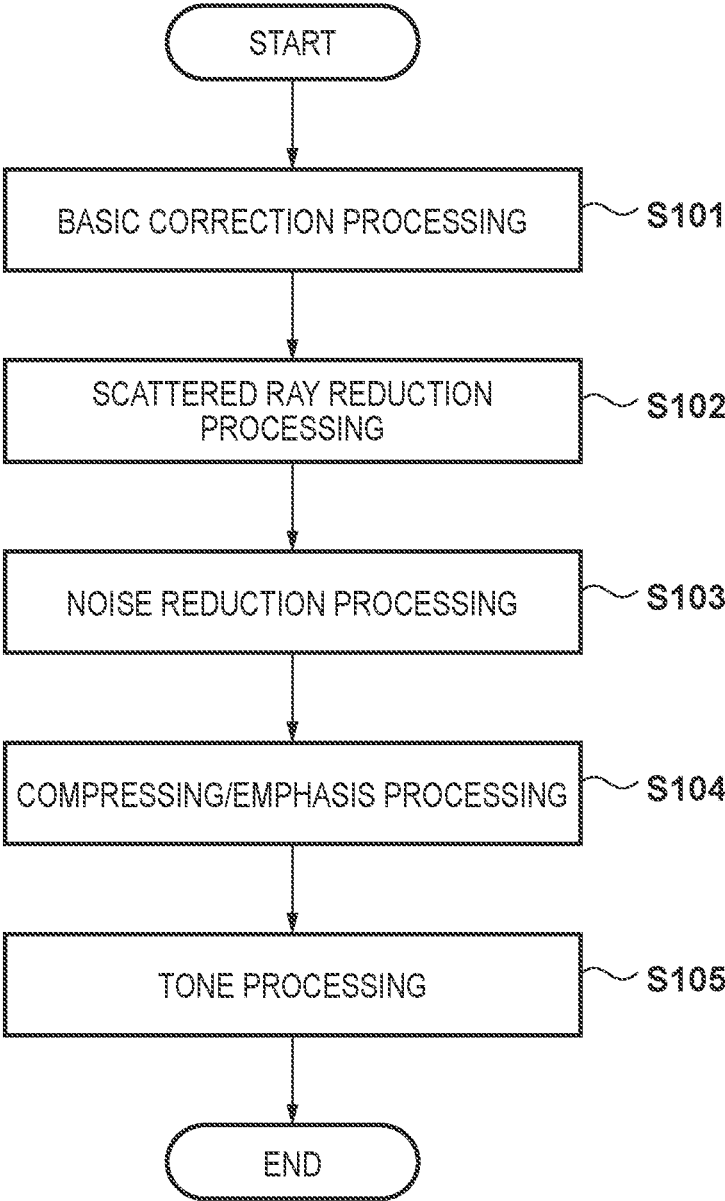 START
BASIC CORRECTION PROCESSING
S101
SCATTERED RAY REDUCTION
PROCESSING
S102
NOISE REDUCTION PROCESSING
S103
COMPRESSING/EMPHASIS PROCESSING
S104
TONE PROCESSING
S105
END